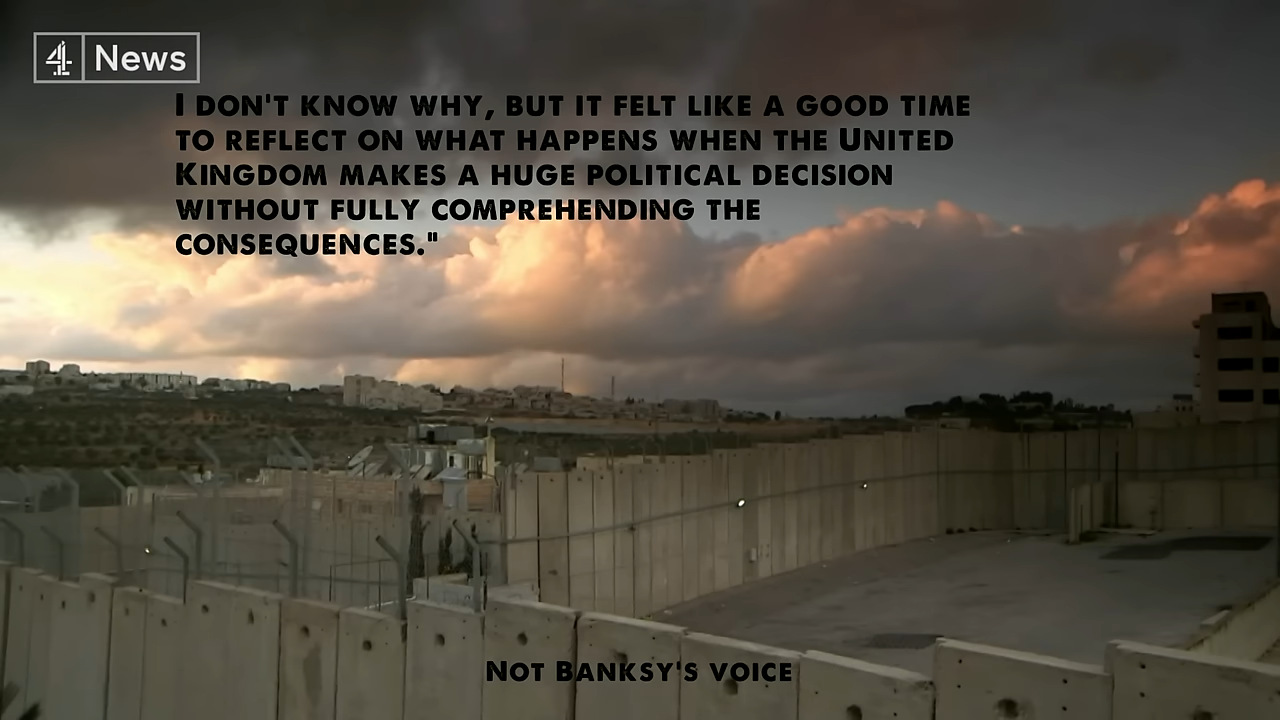 4 News
I DON'T KNOW WHY, BUT IT FELT LIKE A GOOD TIME
TO REFLECT ON WHAT HAPPENS WHEN THE UNITED
KINGDOM MAKES A HUGE POLITICAL DECISION
WITHOUT FULLY COMPREHENDING THE
CONSEQUENCES."
NOT BANKSY'S VOICE